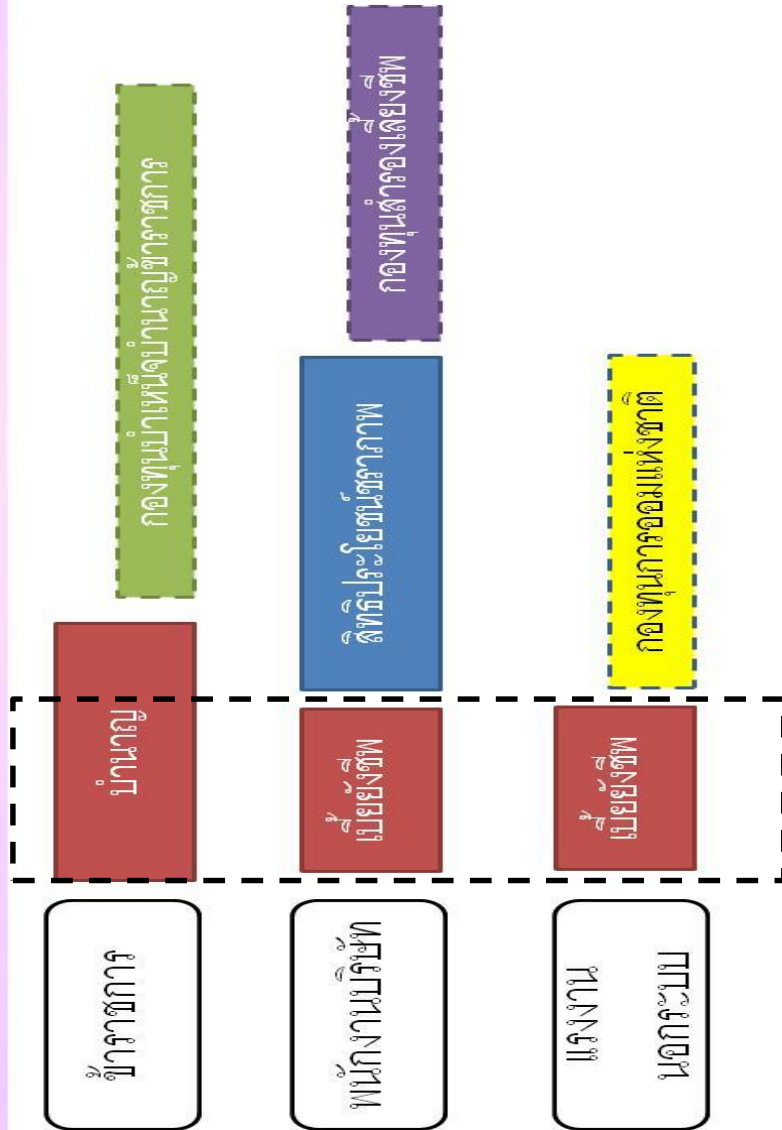 ข้าราชการ
บำนาญ
กองทุนบำเหน็จบำนาญข้าราชการ
พนักงานบริษัท
เบี้ยยังชีพ
สิทธิประโยชน์ชราภาพ
กองทุนสำรองเลี้ยงชีพ
แรงงาน
นอกระบบ
เบี้ยยังชีพ
กองทุนการออมแห่งชาติ